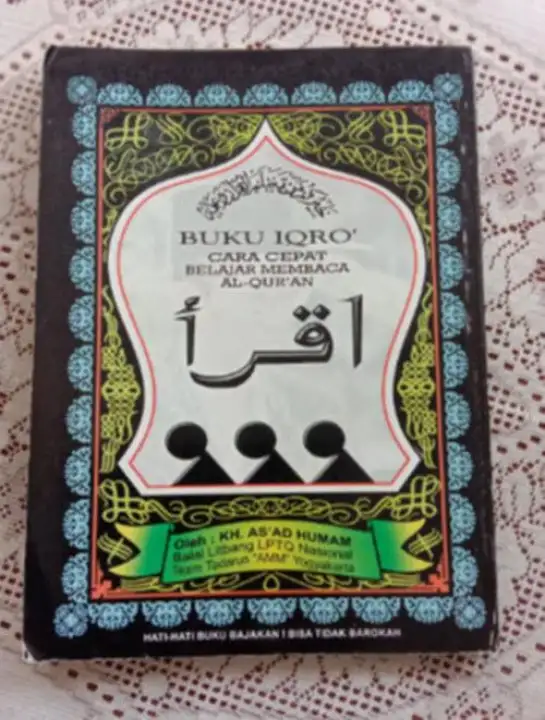 BUKU IQRO'
CARA CEPAT
BELAJAR MEMBACA
AL-QUR'AN
اقرأ
Oleh : KH. AS'AD HUMAM
Balai Litbang LPTQ Nasional
Team Tadarus "AMM" Yogyakarta
HATI-HATI BUKU BAJAKAN ! BISA TIDAK BAROKAH